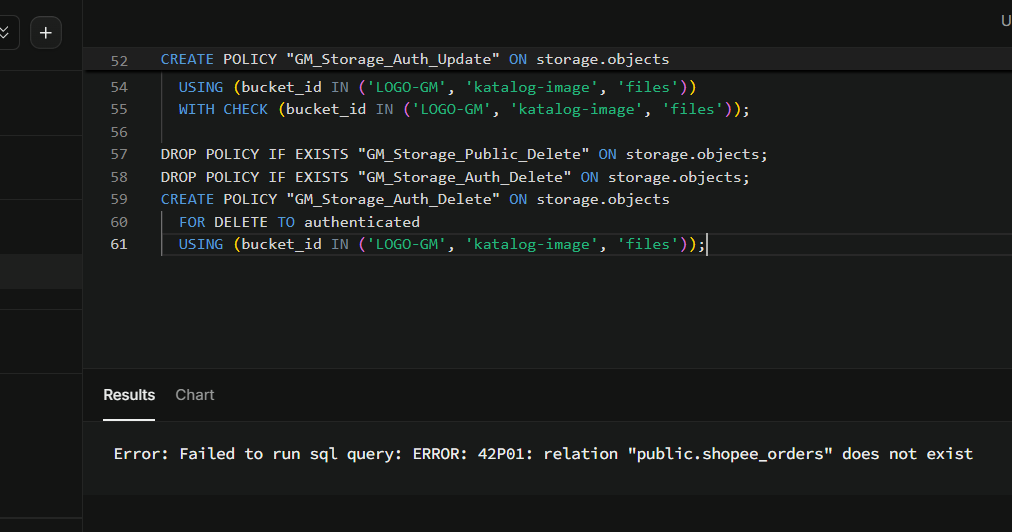 U
52 CREATE POLICY "GM_Storage_Auth_Update" ON storage.objects
54 USING (bucket_id IN ('LOGO-GM', 'katalog-image', 'files'))
55 WITH CHECK (bucket_id IN ('LOGO-GM', 'katalog-image', 'files'));
56
57 DROP POLICY IF EXISTS "GM_Storage_Public_Delete" ON storage.objects;
58 DROP POLICY IF EXISTS "GM_Storage_Auth_Delete" ON storage.objects;
59 CREATE POLICY "GM_Storage_Auth_Delete" ON storage.objects
60 FOR DELETE TO authenticated
61 USING (bucket_id IN ('LOGO-GM', 'katalog-image', 'files'));
Results Chart
Error: Failed to run sql query: ERROR: 42P01: relation "public.shopee_orders" does not exist